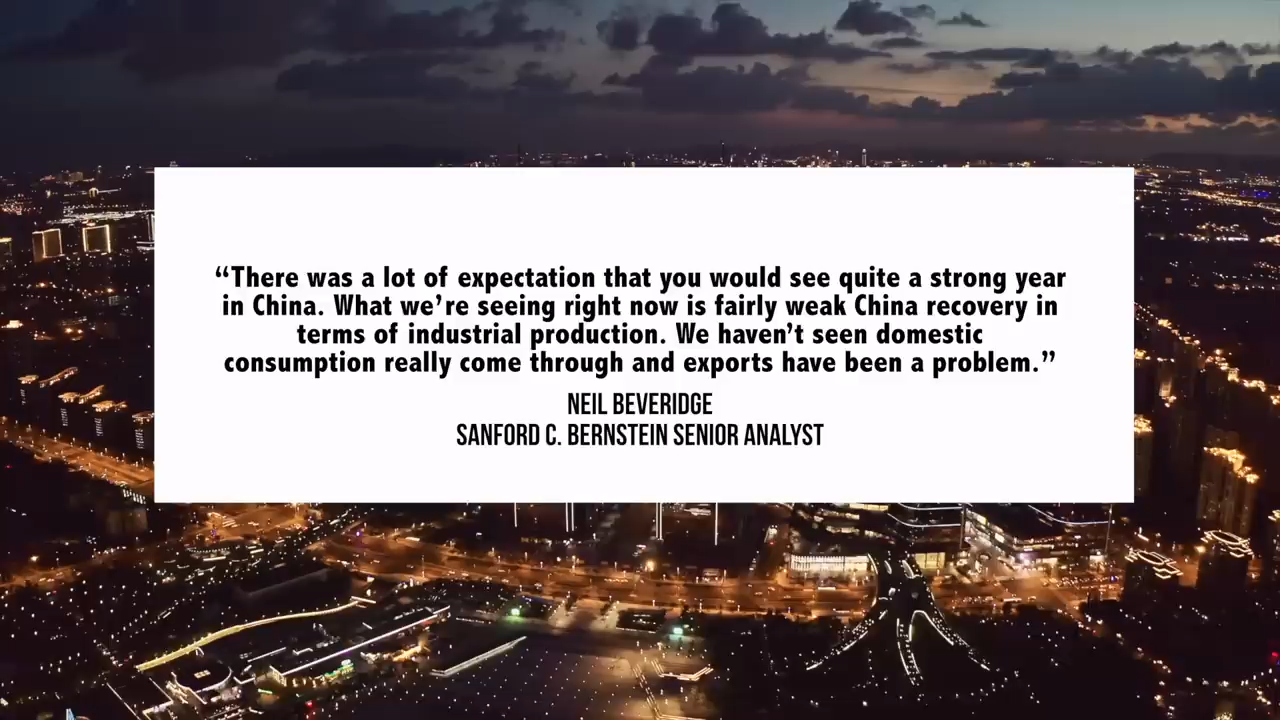 “There was a lot of expectation that you would see quite a strong year
in China. What we’re seeing right now is fairly weak China recovery in
terms of industrial production. We haven’t seen domestic
consumption really come through and exports have been a problem.”
NEIL BEVERIDGE
SANFORD C. BERNSTEIN SENIOR ANALYST